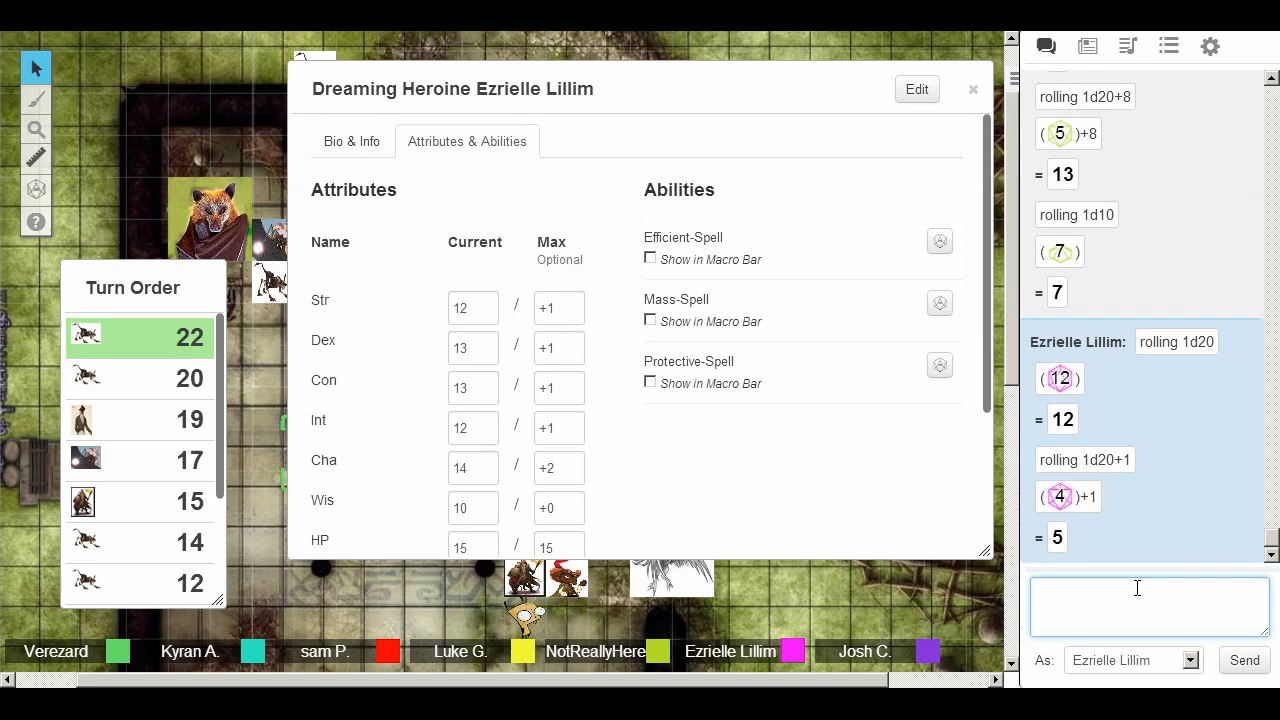 Dreaming Heroine Ezrielle Lillim
Edit
×
Bio & Info
Attributes & Abilities
Attributes
Name
Current
Max
Optional
Str
12
/
+1
Dex
13
/
+1
Con
13
/
+1
Int
12
/
+1
Cha
14
/
+2
Wis
10
/
+0
HP
15
/
15
Abilities
Efficient-Spell
Show in Macro Bar
Mass-Spell
Show in Macro Bar
Protective-Spell
Show in Macro Bar
Turn Order
22
20
19
17
15
14
12
rolling 1d20+8
(5)+8
= 13
rolling 1d10
(7)
= 7
Ezrielle Lillim: rolling 1d20
(12)
= 12
rolling 1d20+1
(4)+1
= 5
As: Ezrielle Lillim
Send
Verezard
Kyran A.
sam P.
Luke G.
NotReallyHere
Ezrielle Lillim
Josh C.